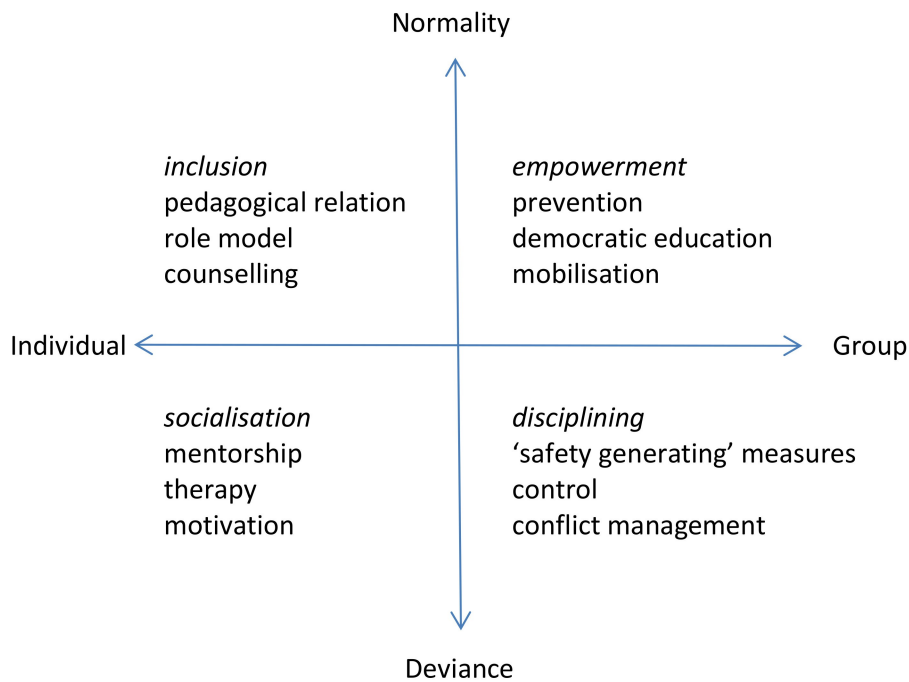 Normality
inclusion
pedagogical relation
role model
counselling
empowerment
prevention
democratic education
mobilisation
Individual
Group
socialisation
mentorship
therapy
motivation
disciplining
‘safety generating’ measures
control
conflict management
Deviance